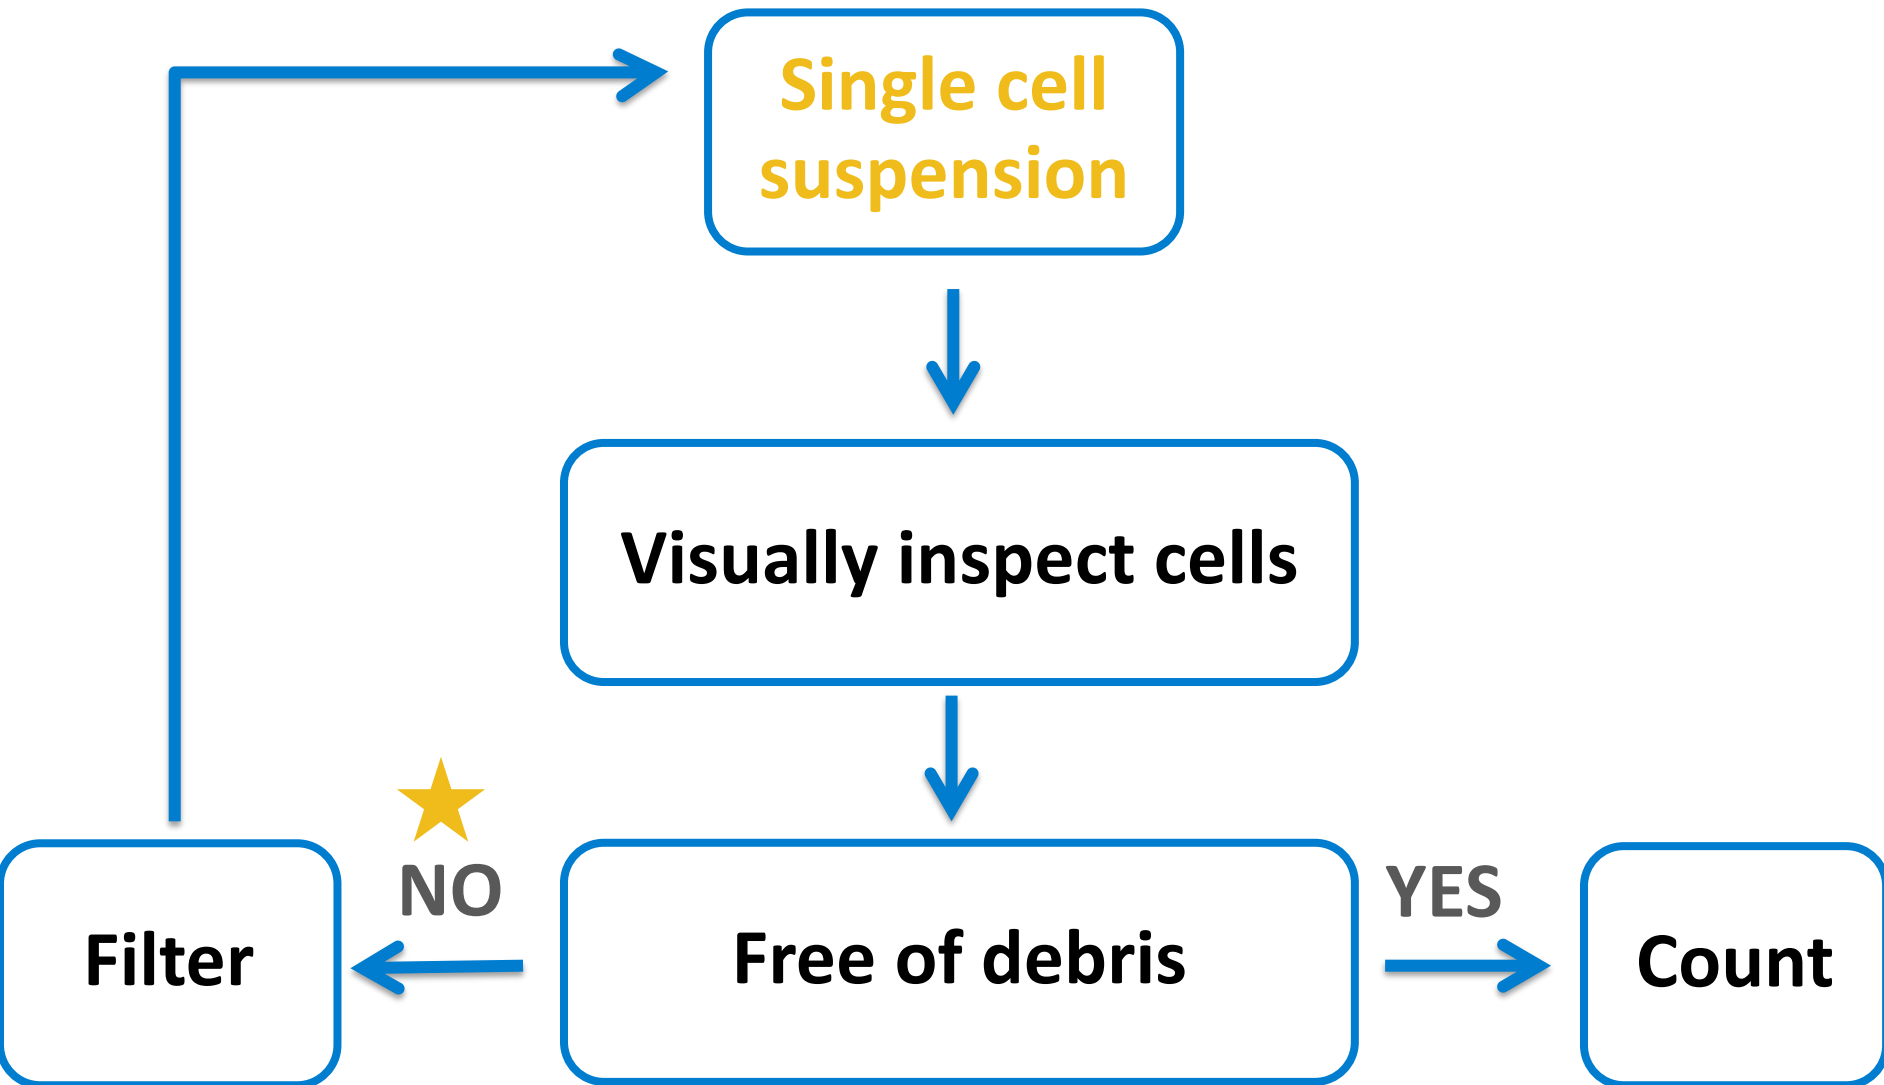 Single cell
suspension
Visually inspect cells
NO
YES
Filter
Free of debris
Count